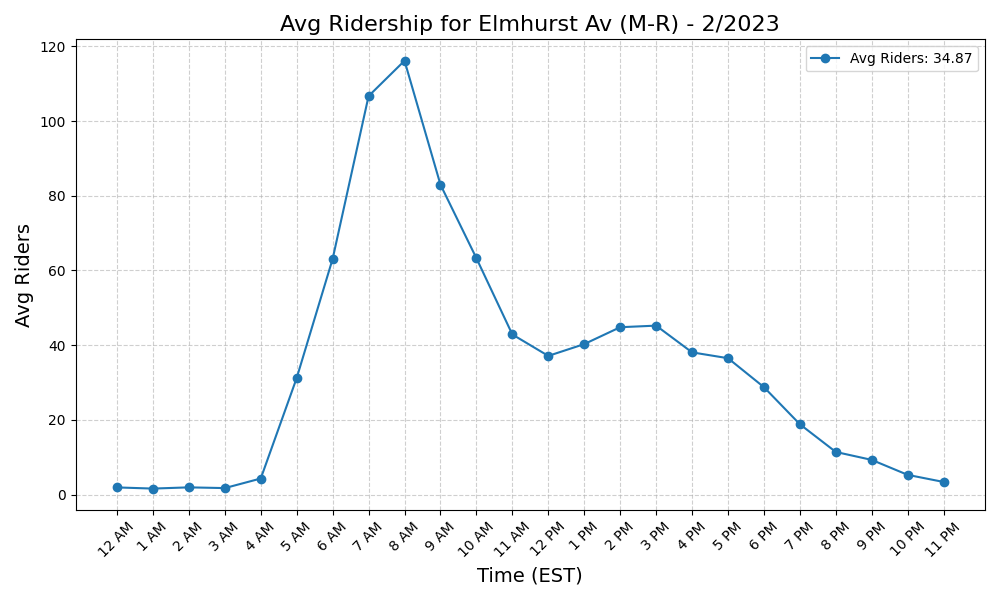 Avg Ridership for Elmhurst Av (M-R) - 2/2023
Avg Riders: 34.87
120
100
80
60
40
20
0
Avg Riders
12 AM
1 AM
2 AM
3 AM
4 AM
5 AM
6 AM
7 AM
8 AM
9 AM
10 AM
11 AM
12 PM
1 PM
2 PM
3 PM
4 PM
5 PM
6 PM
7 PM
8 PM
9 PM
10 PM
11 PM
Time (EST)